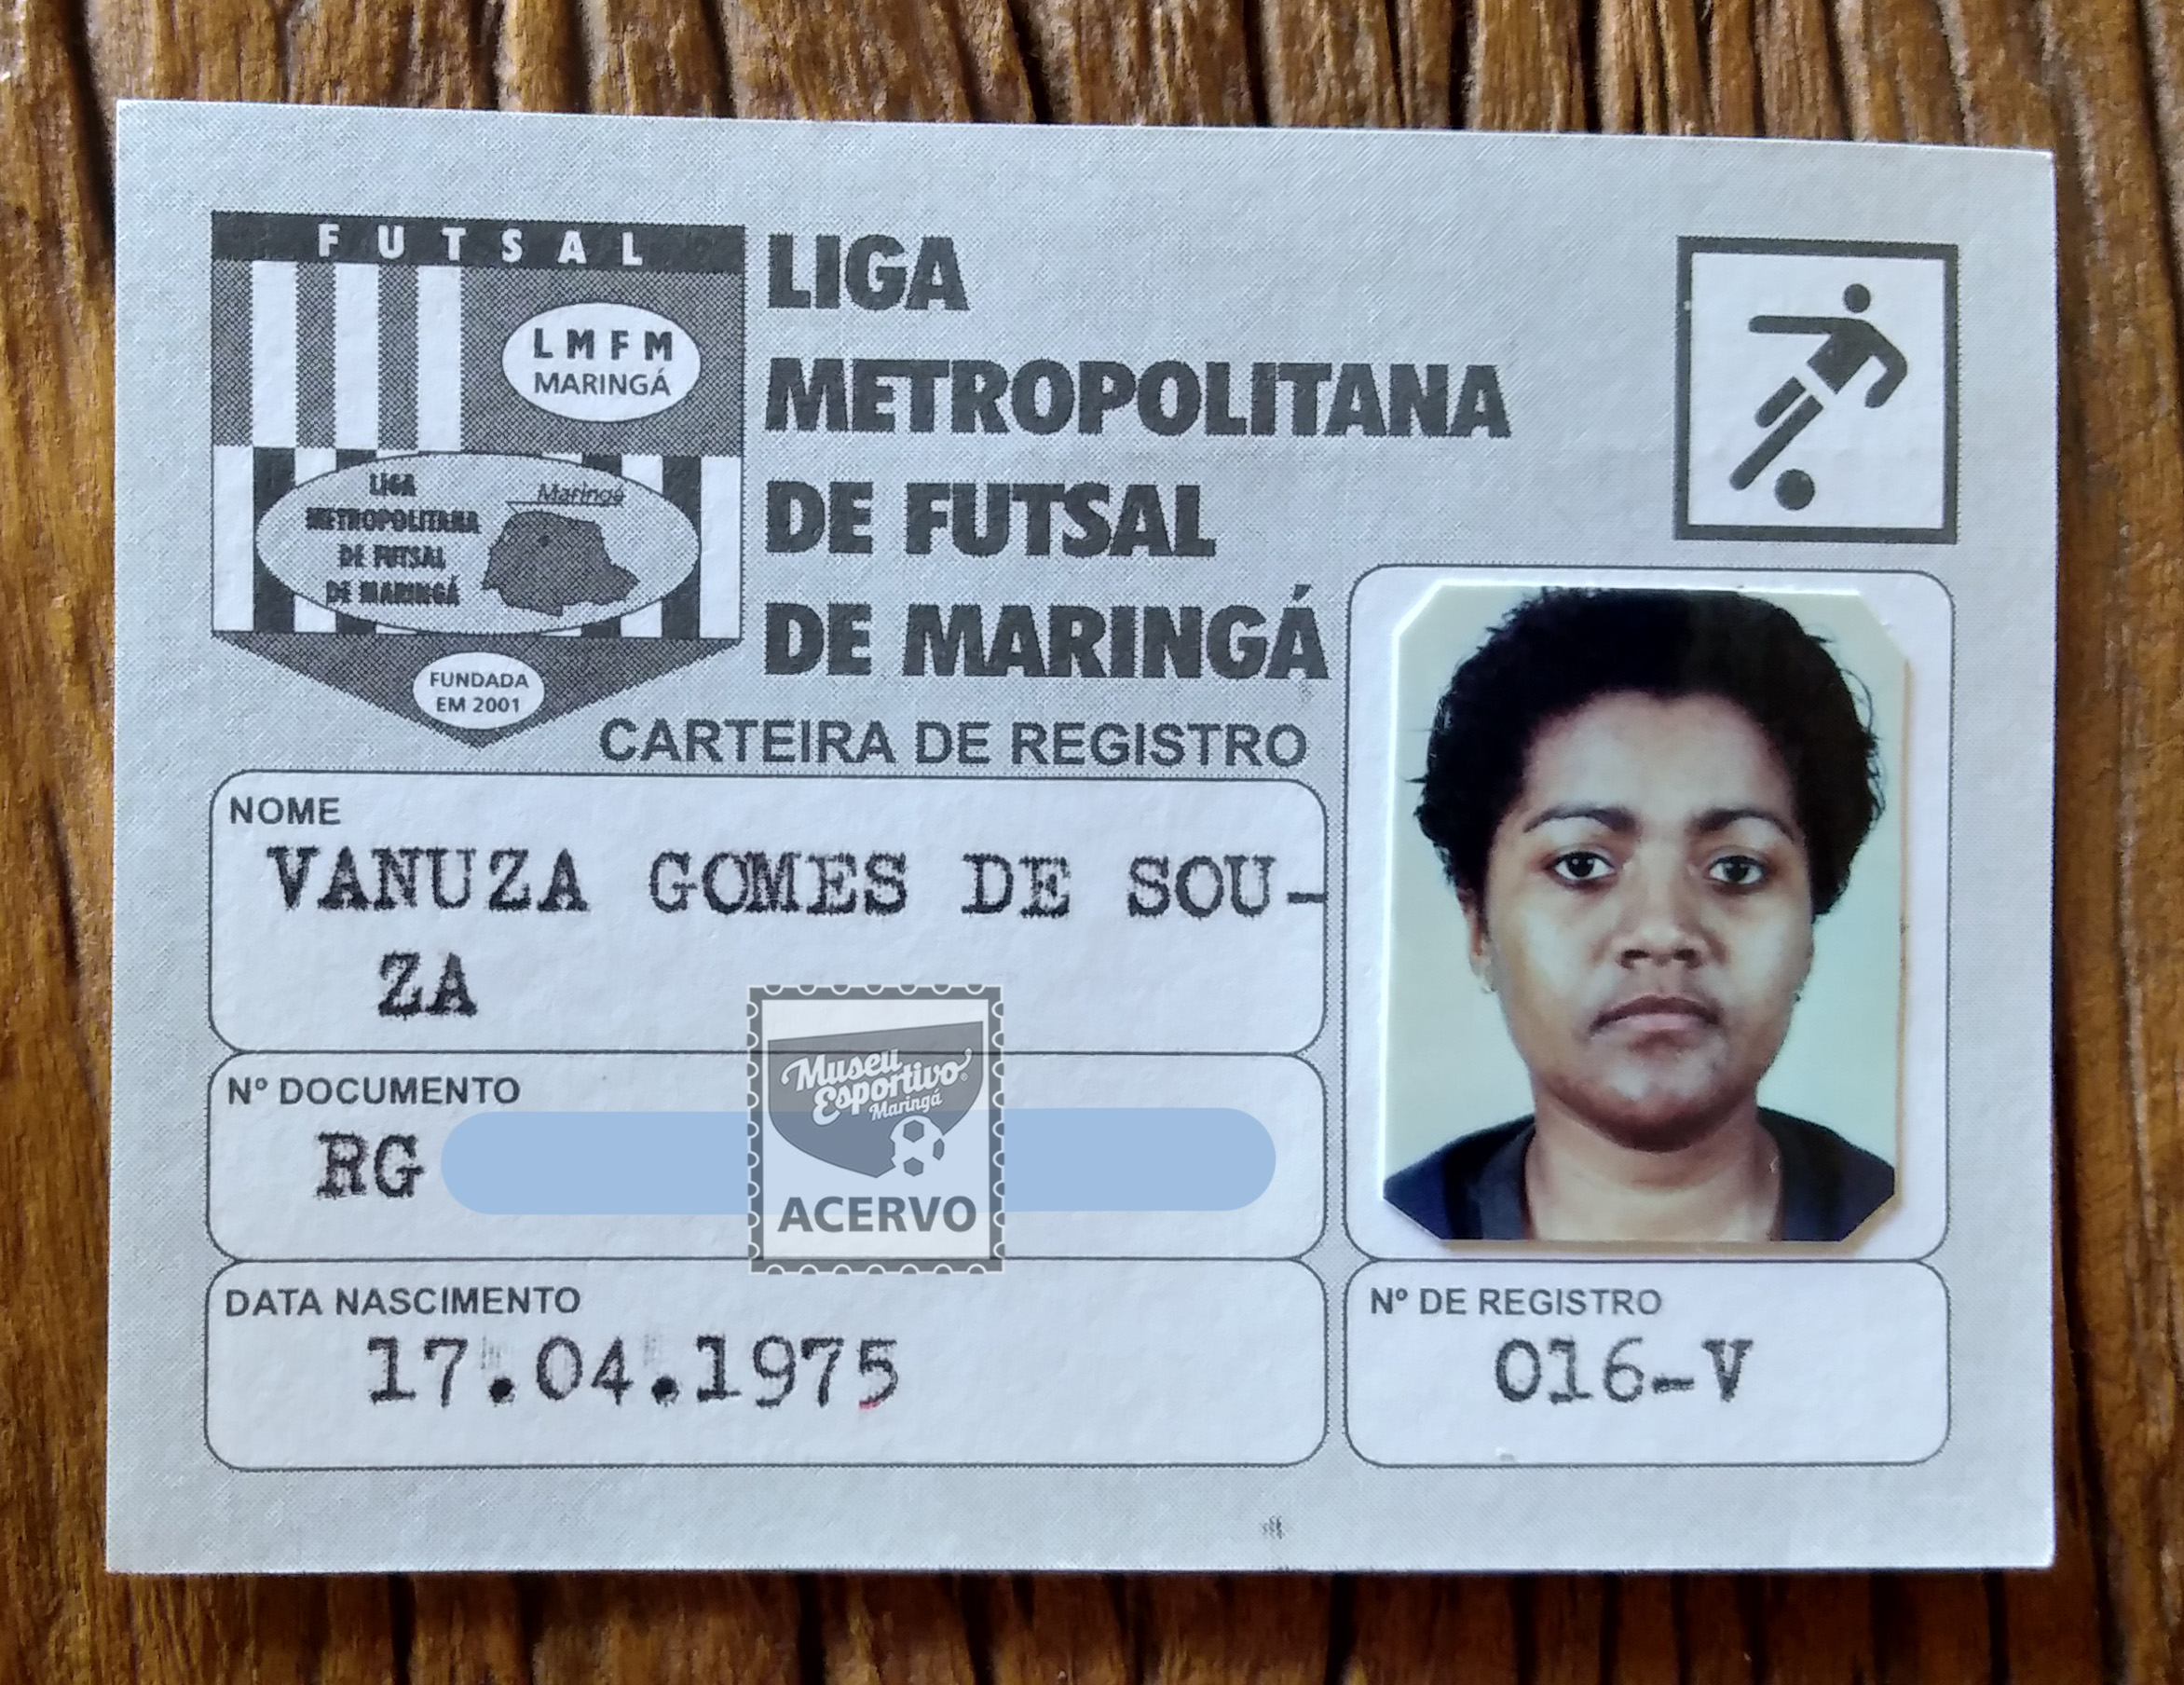 FUTSAL
LMFM
MARINGÁ
LIGA
METROPOLITANA
DE FUTSAL
DE MARINGÁ
Maringá
FUNDADA
EM 2001
LIGA
METROPOLITANA
DE FUTSAL
DE MARINGÁ
CARTEIRA DE REGISTRO
NOME
VANUZA GOMES DE SOU-
ZA
Nº DOCUMENTO
RG
Museu
Esportivo
Maringá
ACERVO
DATA NASCIMENTO
17.04.1975
Nº DE REGISTRO
016-V